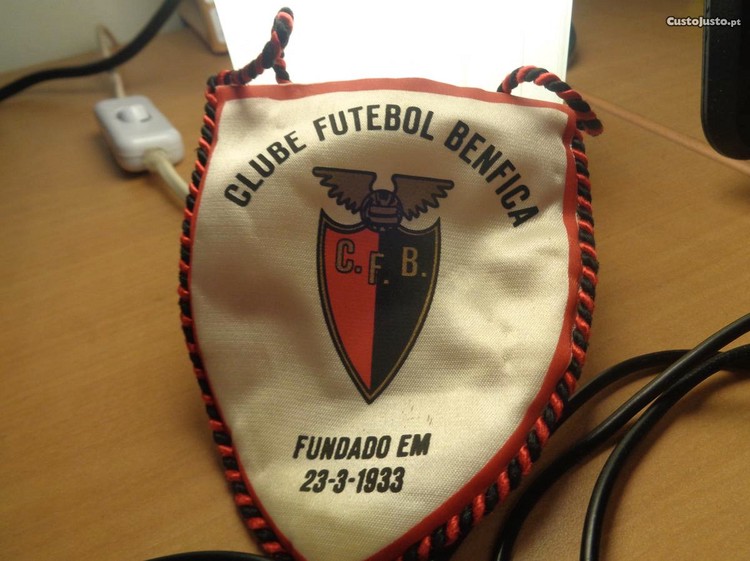 CustoJusto.pt
CLUBE FUTEBOL BENFICA
C. F. B.
FUNDADO EM
23-3-1933